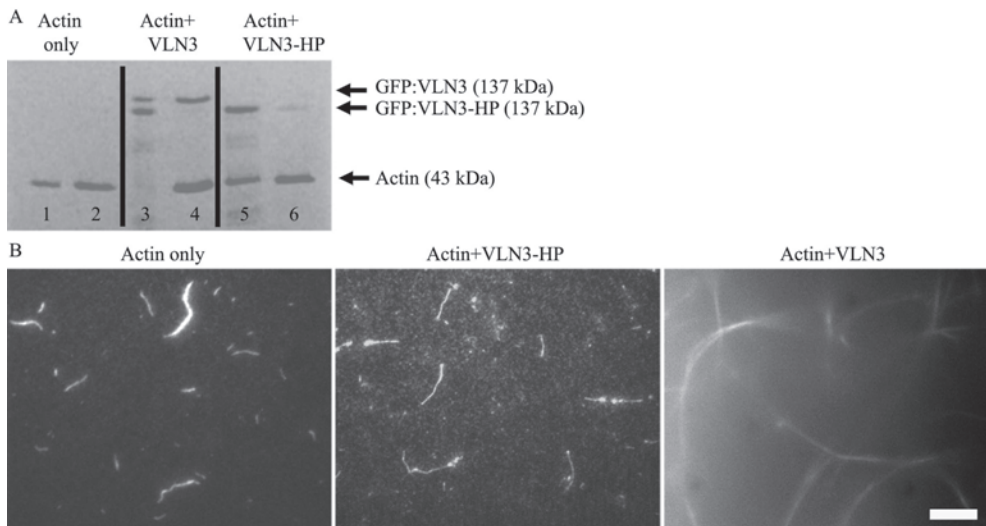 A
Actin only
Actin+ VLN3
Actin+ VLN3-HP
GFP:VLN3 (137 kDa)
GFP:VLN3-HP (137 kDa)
Actin (43 kDa)
1 2 3 4 5 6
B
Actin only
Actin+VLN3-HP
Actin+VLN3